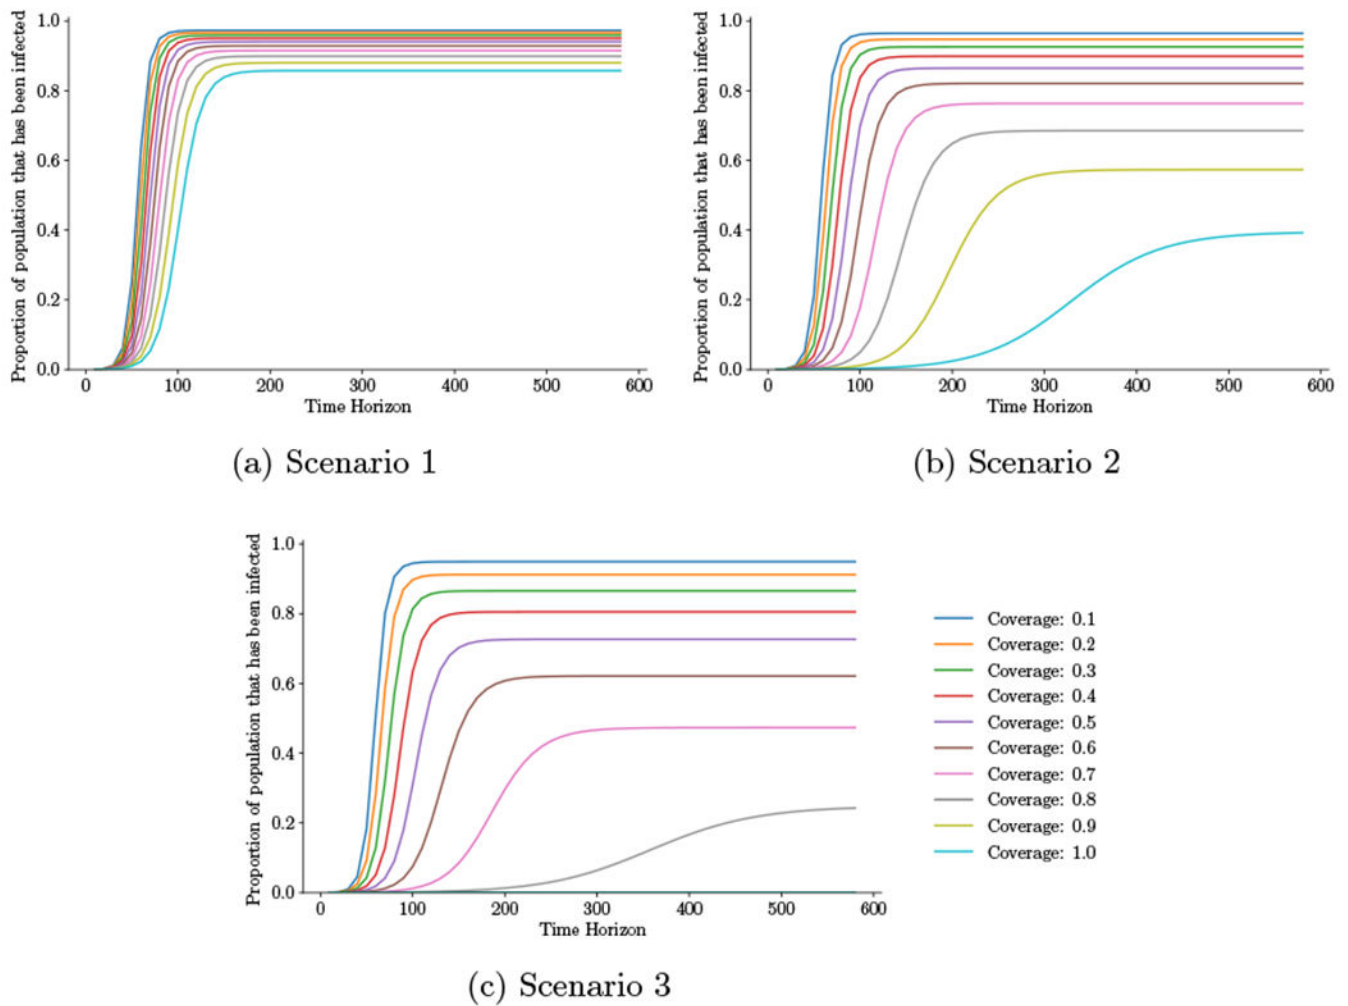 Proportion of population that has been infected
1.0
0.8
0.6
0.4
0.2
0.0
0 100 200 300 400 500 600
Time Horizon
(a) Scenario 1
Proportion of population that has been infected
1.0
0.8
0.6
0.4
0.2
0.0
0 100 200 300 400 500 600
Time Horizon
(b) Scenario 2
Proportion of population that has been infected
1.0
0.8
0.6
0.4
0.2
0.0
0 100 200 300 400 500 600
Time Horizon
(c) Scenario 3
Coverage: 0.1
Coverage: 0.2
Coverage: 0.3
Coverage: 0.4
Coverage: 0.5
Coverage: 0.6
Coverage: 0.7
Coverage: 0.8
Coverage: 0.9
Coverage: 1.0